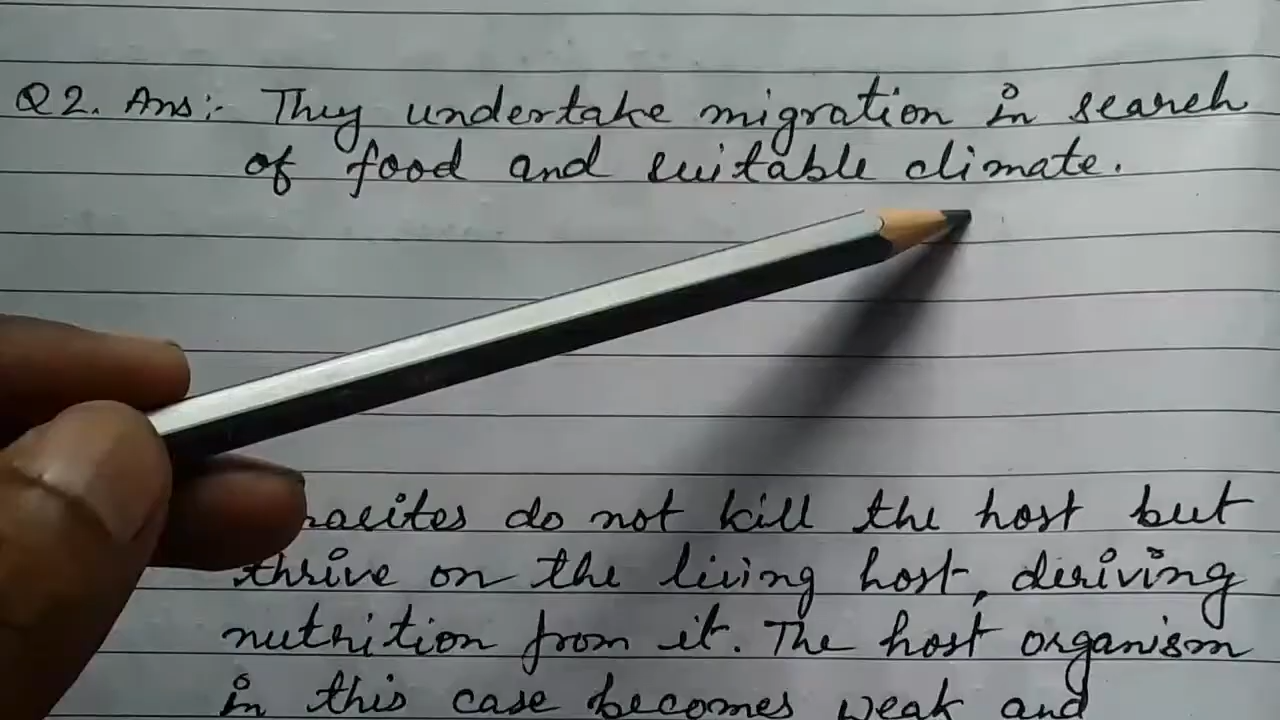 Q2. Ans:- They undertake migration in search
of food and suitable climate.
do not kill the host but
thrive on the living host, deriving
nutrition from it. The host organism
in this case becomes weak and